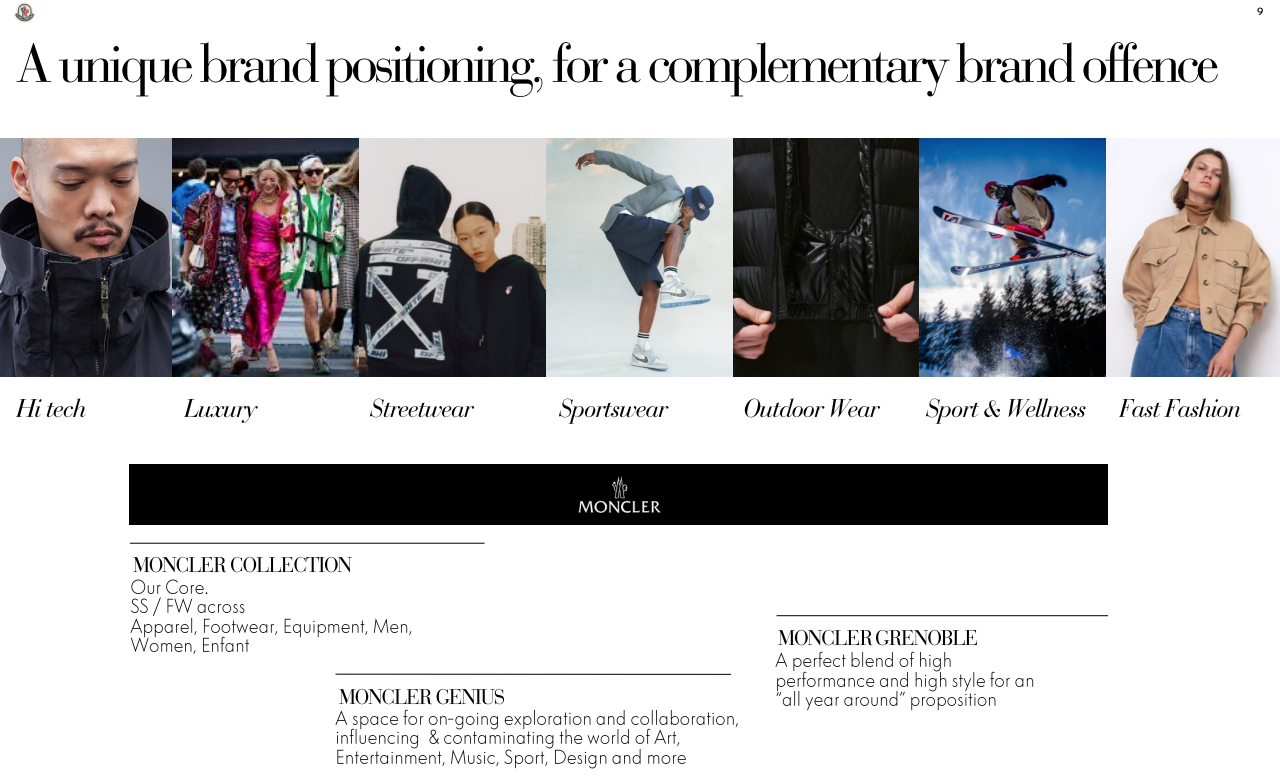 9
A unique brand positioning, for a complementary brand offence
WHITE OFF-WHITE
Hi tech
Luxury
Streetwear
Sportswear
Outdoor Wear
Sport & Wellness
Fast Fashion
MONCLER
MONCLER COLLECTION
Our Core.
SS / FW across
Apparel, Footwear, Equipment, Men,
Women, Enfant
MONCLER GRENOBLE
A perfect blend of high
performance and high style for an
“all year around” proposition
MONCLER GENIUS
A space for on-going exploration and collaboration,
influencing  & contaminating the world of Art,
Entertainment, Music, Sport, Design and more